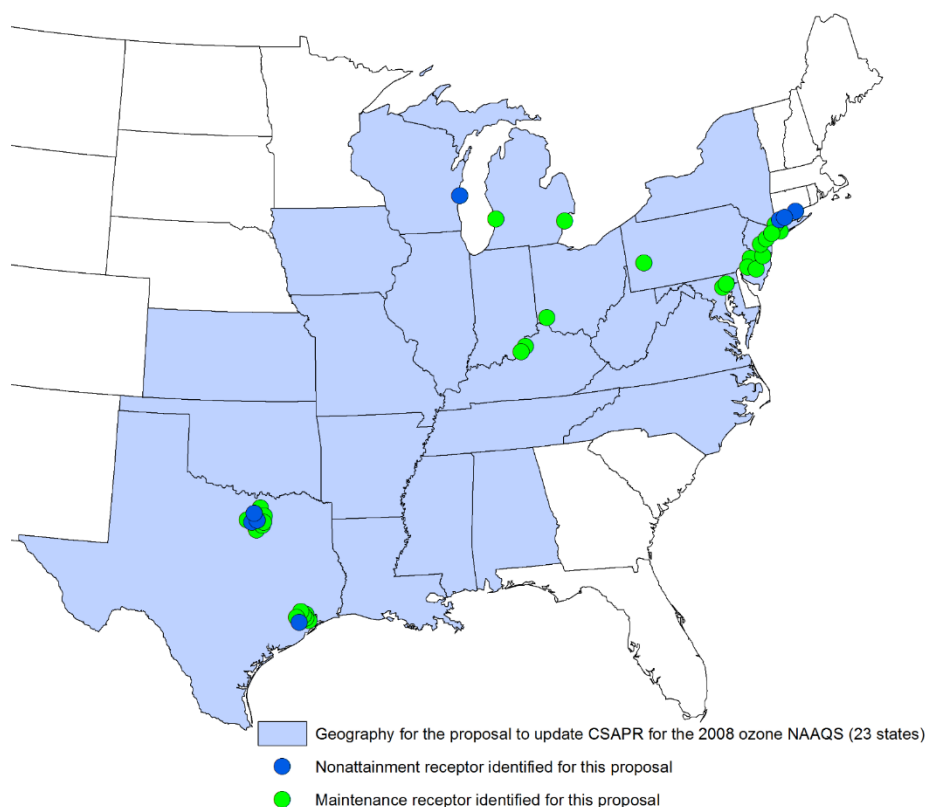 Geography for the proposal to update CSAPR for the 2008 ozone NAAQS (23 states)
Nonattainment receptor identified for this proposal
Maintenance receptor identified for this proposal